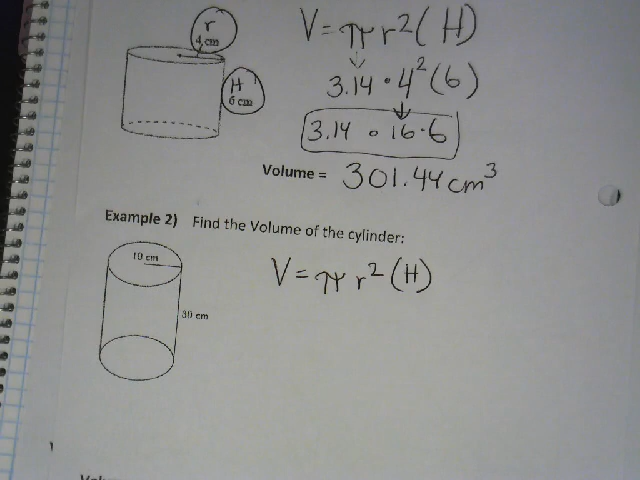 r
4 cm
V = πr²(H)
3.14 · 4²(6)
H
6 cm
3.14 · 16 · 6
Volume = 301.44 cm³
Example 2) Find the Volume of the cylinder:
10 cm
V = πr²(H)
30 cm